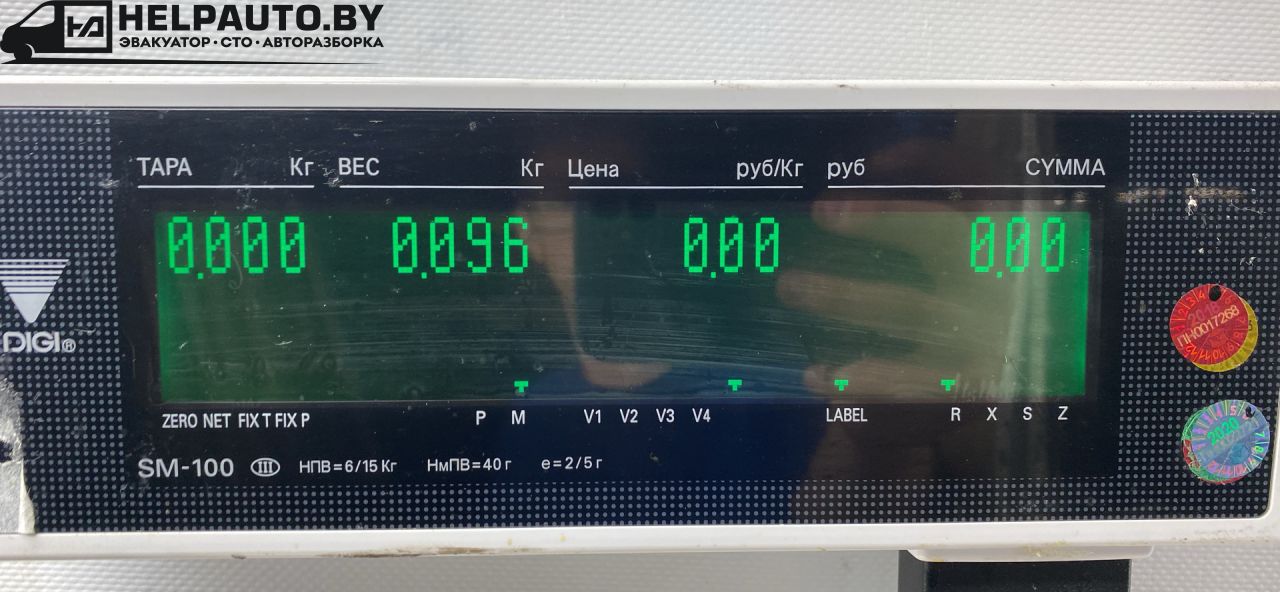 HELPAUTO.BY
ЭВАКУАТОР·СТО·АВТОРАЗБОРКА
ТАРА Кг ВЕС Кг Цена руб/Кг руб СУММА
0.000 0.096 0.00 0.00
DIGI®
ПН0017268
ZERO NET FIX T FIX P P M V1 V2 V3 V4 LABEL R X S Z
2020
SM-100 III НПВ=6/15 Кг НмПВ=40 г e=2/5 г